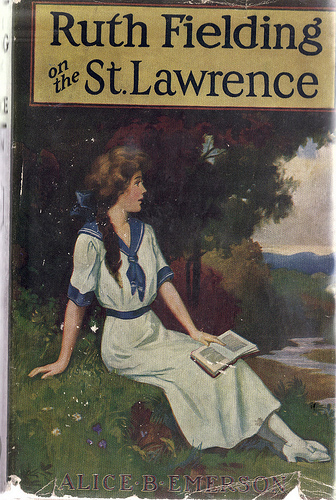 Ruth Fielding
on the St. Lawrence
ALICE · B · EMERSON